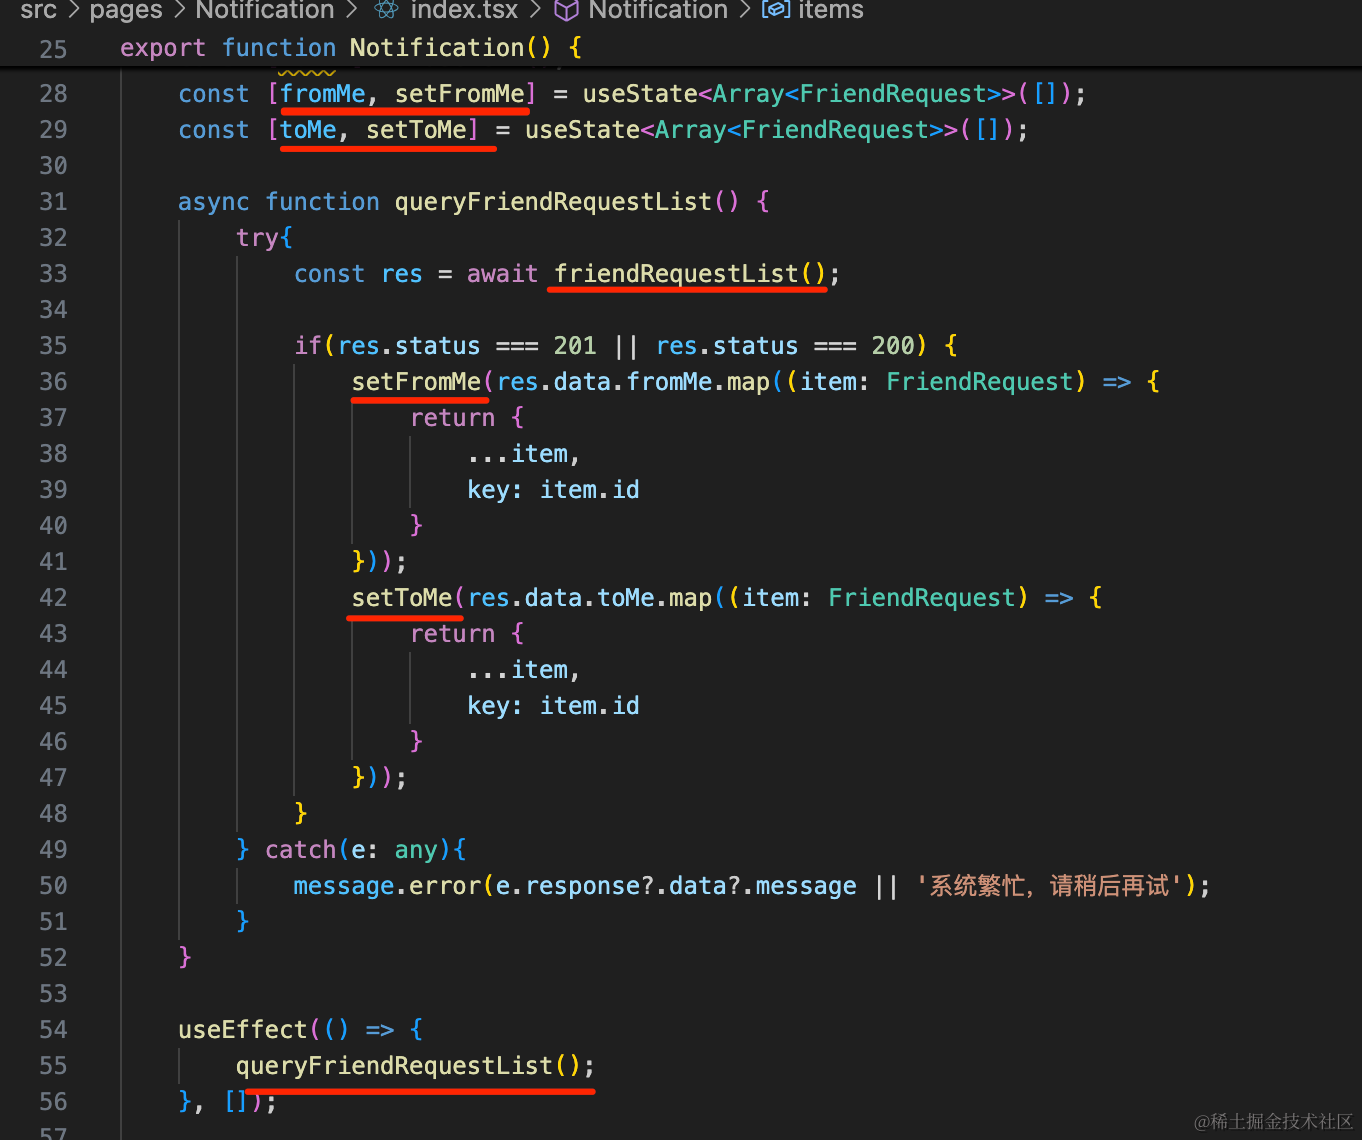 src > pages > Notification > index.tsx > Notification > items
25 export function Notification() {
28 const [fromMe, setFromMe] = useState<Array<FriendRequest>>([]);
29 const [toMe, setToMe] = useState<Array<FriendRequest>>([]);
30
31 async function queryFriendRequestList() {
32 try{
33 const res = await friendRequestList();
34
35 if(res.status === 201 || res.status === 200) {
36 setFromMe(res.data.fromMe.map((item: FriendRequest) => {
37 return {
38 ...item,
39 key: item.id
40 }
41 }));
42 setToMe(res.data.toMe.map((item: FriendRequest) => {
43 return {
44 ...item,
45 key: item.id
46 }
47 }));
48 }
49 } catch(e: any){
50 message.error(e.response?.data?.message || '系统繁忙，请稍后再试');
51 }
52 }
53
54 useEffect(() => {
55 queryFriendRequestList();
56 }, []);
57
@稀土掘金技术社区